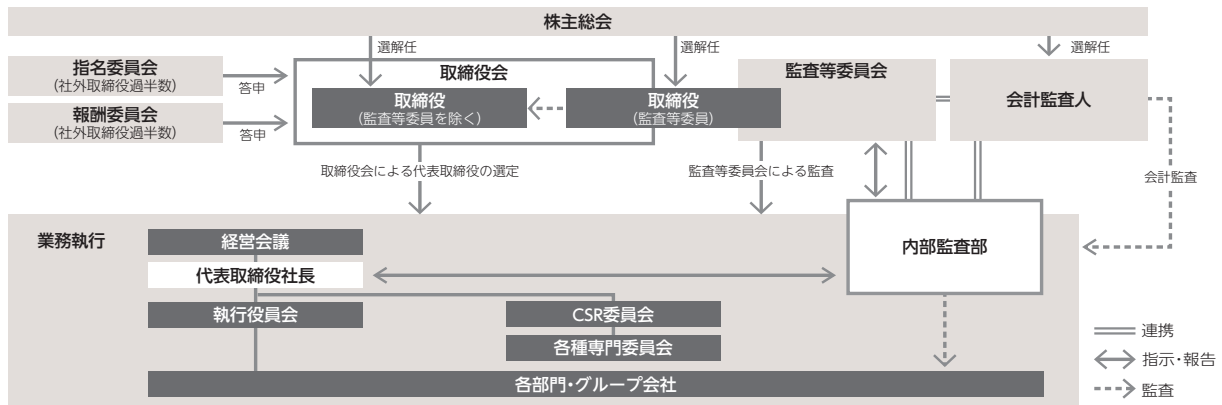 株主総会
選解任
選解任
選解任
指名委員会
(社外取締役過半数)
答申
報酬委員会
(社外取締役過半数)
答申
取締役会
取締役
(監査等委員を除く)
取締役
(監査等委員)
監査等委員会
会計監査人
取締役会による代表取締役の選定
監査等委員会による監査
会計監査
業務執行
経営会議
代表取締役社長
執行役員会
CSR委員会
各種専門委員会
内部監査部
各部門・グループ会社
連携
指示・報告
監査